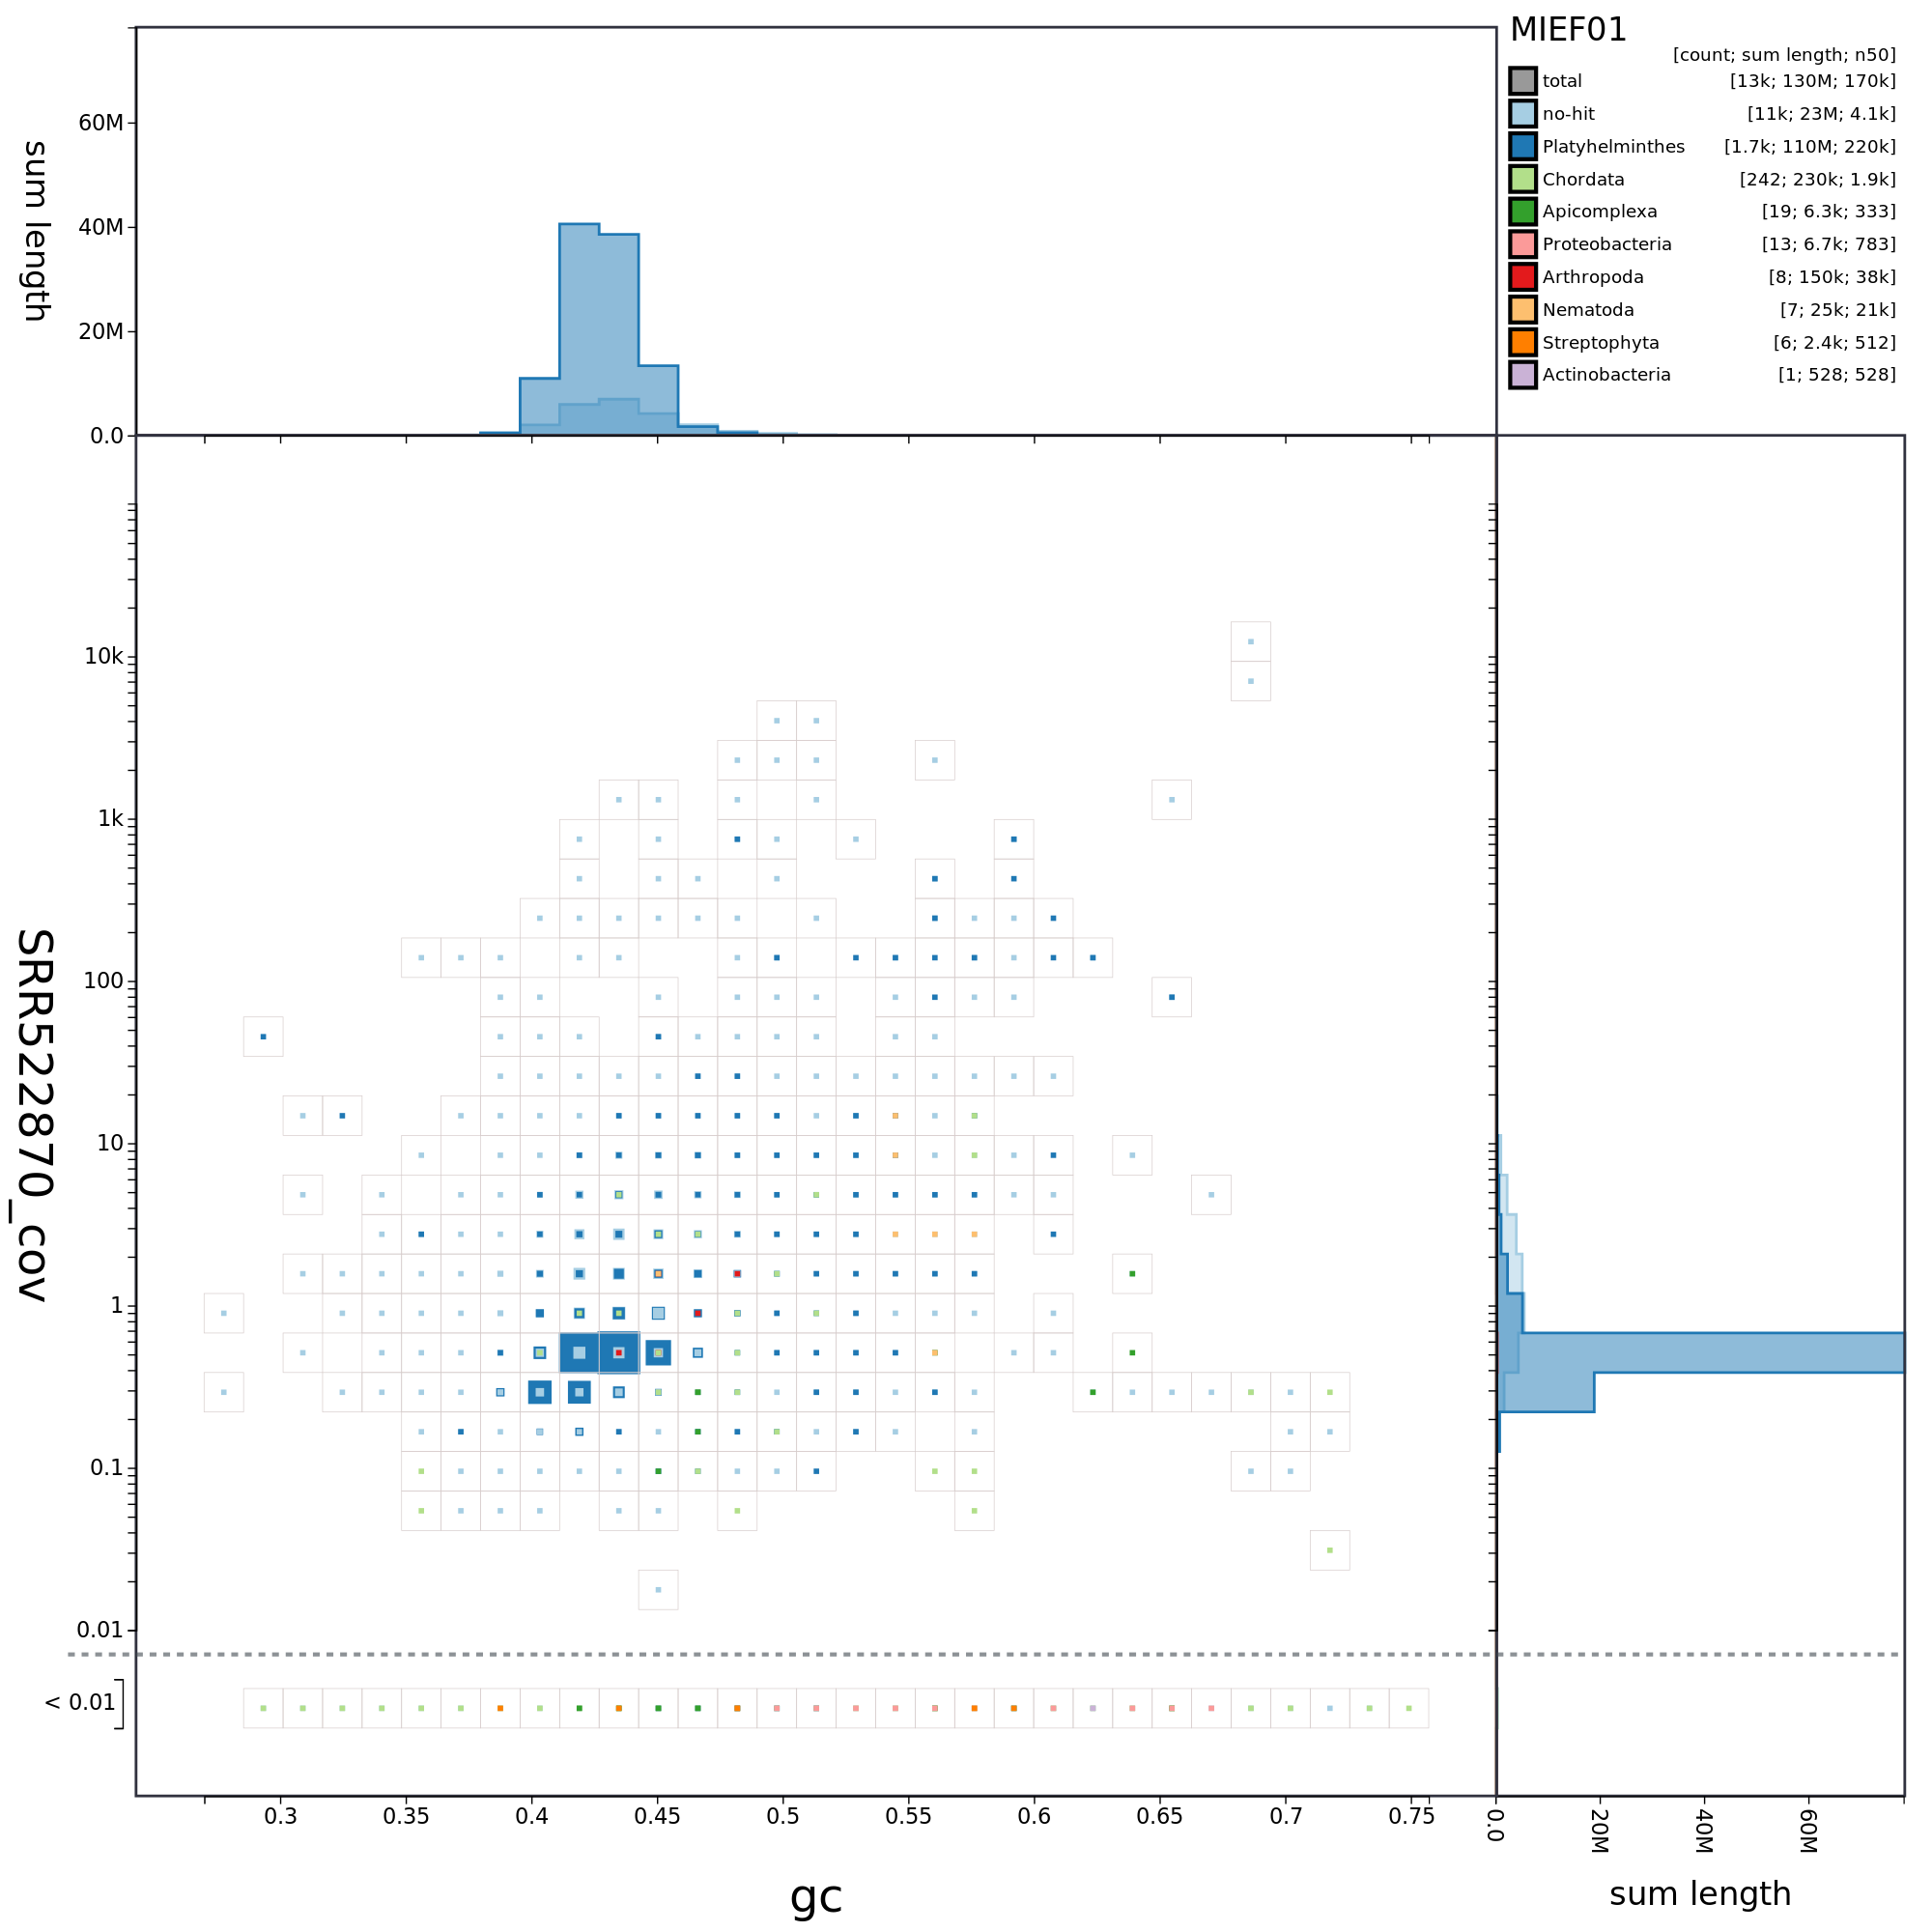 MIEF01
[count; sum length; n50]
total [13k; 130M; 170k]
no-hit [11k; 23M; 4.1k]
Platyhelminthes [1.7k; 110M; 220k]
Chordata [242; 230k; 1.9k]
Apicomplexa [19; 6.3k; 333]
Proteobacteria [13; 6.7k; 783]
Arthropoda [8; 150k; 38k]
Nematoda [7; 25k; 21k]
Streptophyta [6; 2.4k; 512]
Actinobacteria [1; 528; 528]
sum length
60M
40M
20M
0.0
SRR522870_cov
10k
1k
100
10
1
0.1
0.01
< 0.01
0.3 0.35 0.4 0.45 0.5 0.55 0.6 0.65 0.7 0.75
gc
0.0 20M 40M 60M
sum length